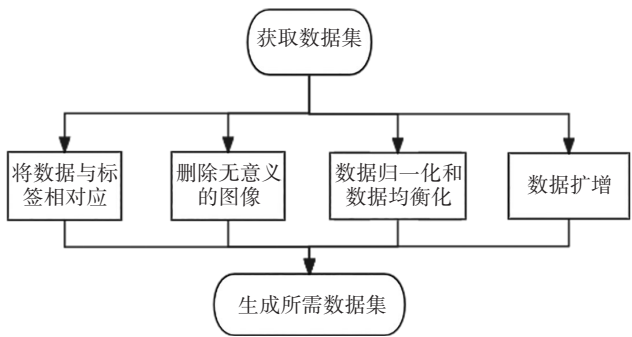 获取数据集
将数据与标
签相对应
删除无意义
的图像
数据归一化和
数据均衡化
数据扩增
生成所需数据集